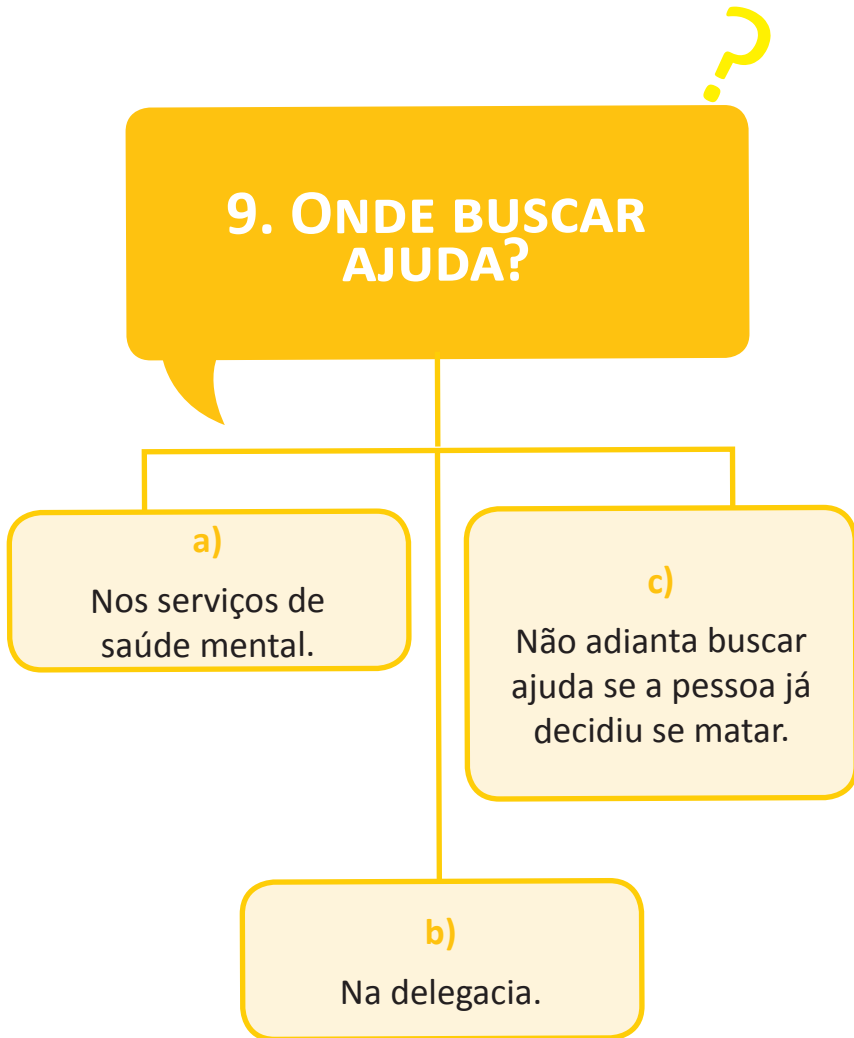 ?
9. ONDE BUSCAR
AJUDA?
a)
Nos serviços de
saúde mental.
c)
Não adianta buscar
ajuda se a pessoa já
decidiu se matar.
b)
Na delegacia.